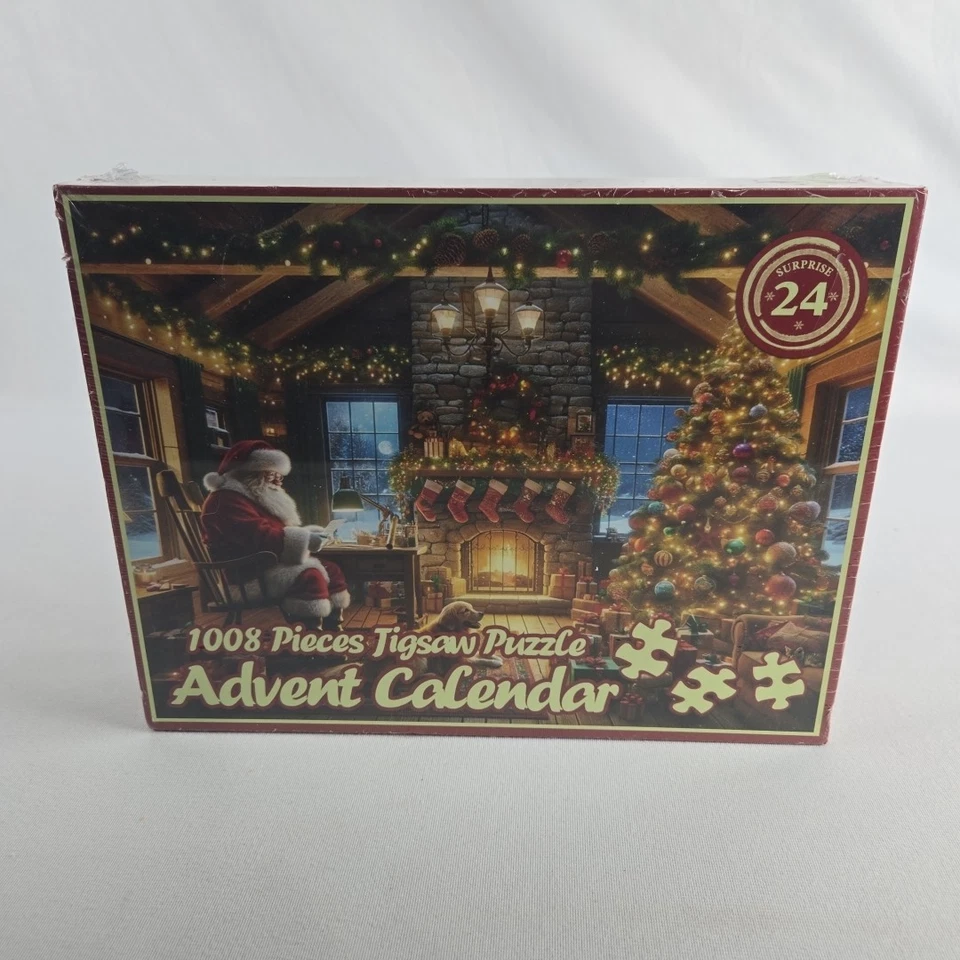 SURPRISE
24
1008 Pieces Jigsaw Puzzle
Advent Calendar